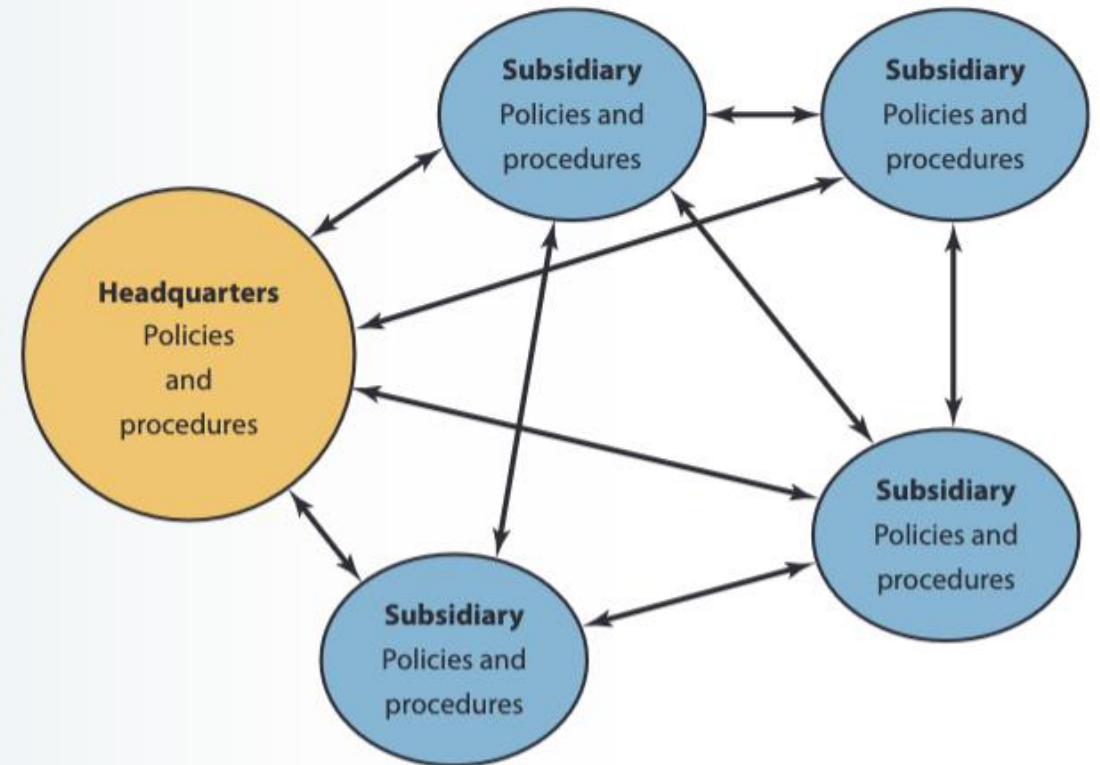 Subsidiary
Policies and
procedures
Subsidiary
Policies and
procedures
Headquarters
Policies
and
procedures
Subsidiary
Policies and
procedures
Subsidiary
Policies and
procedures